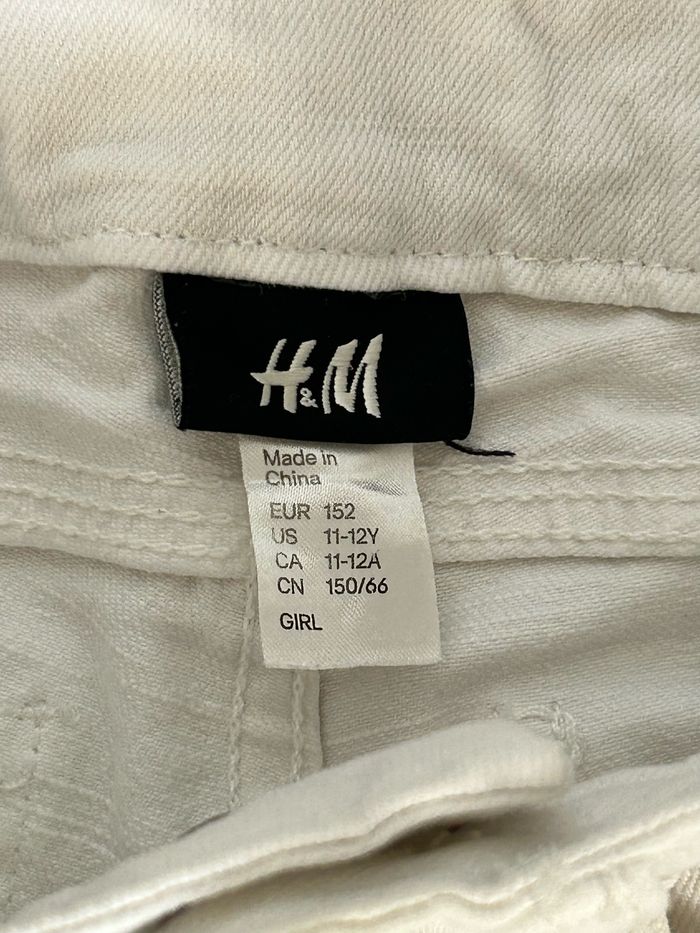 H&M
Made in
China
EUR 152
US 11-12Y
CA 11-12A
CN 150/66
GIRL